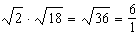 √2 · √18 = √36 = 6/1